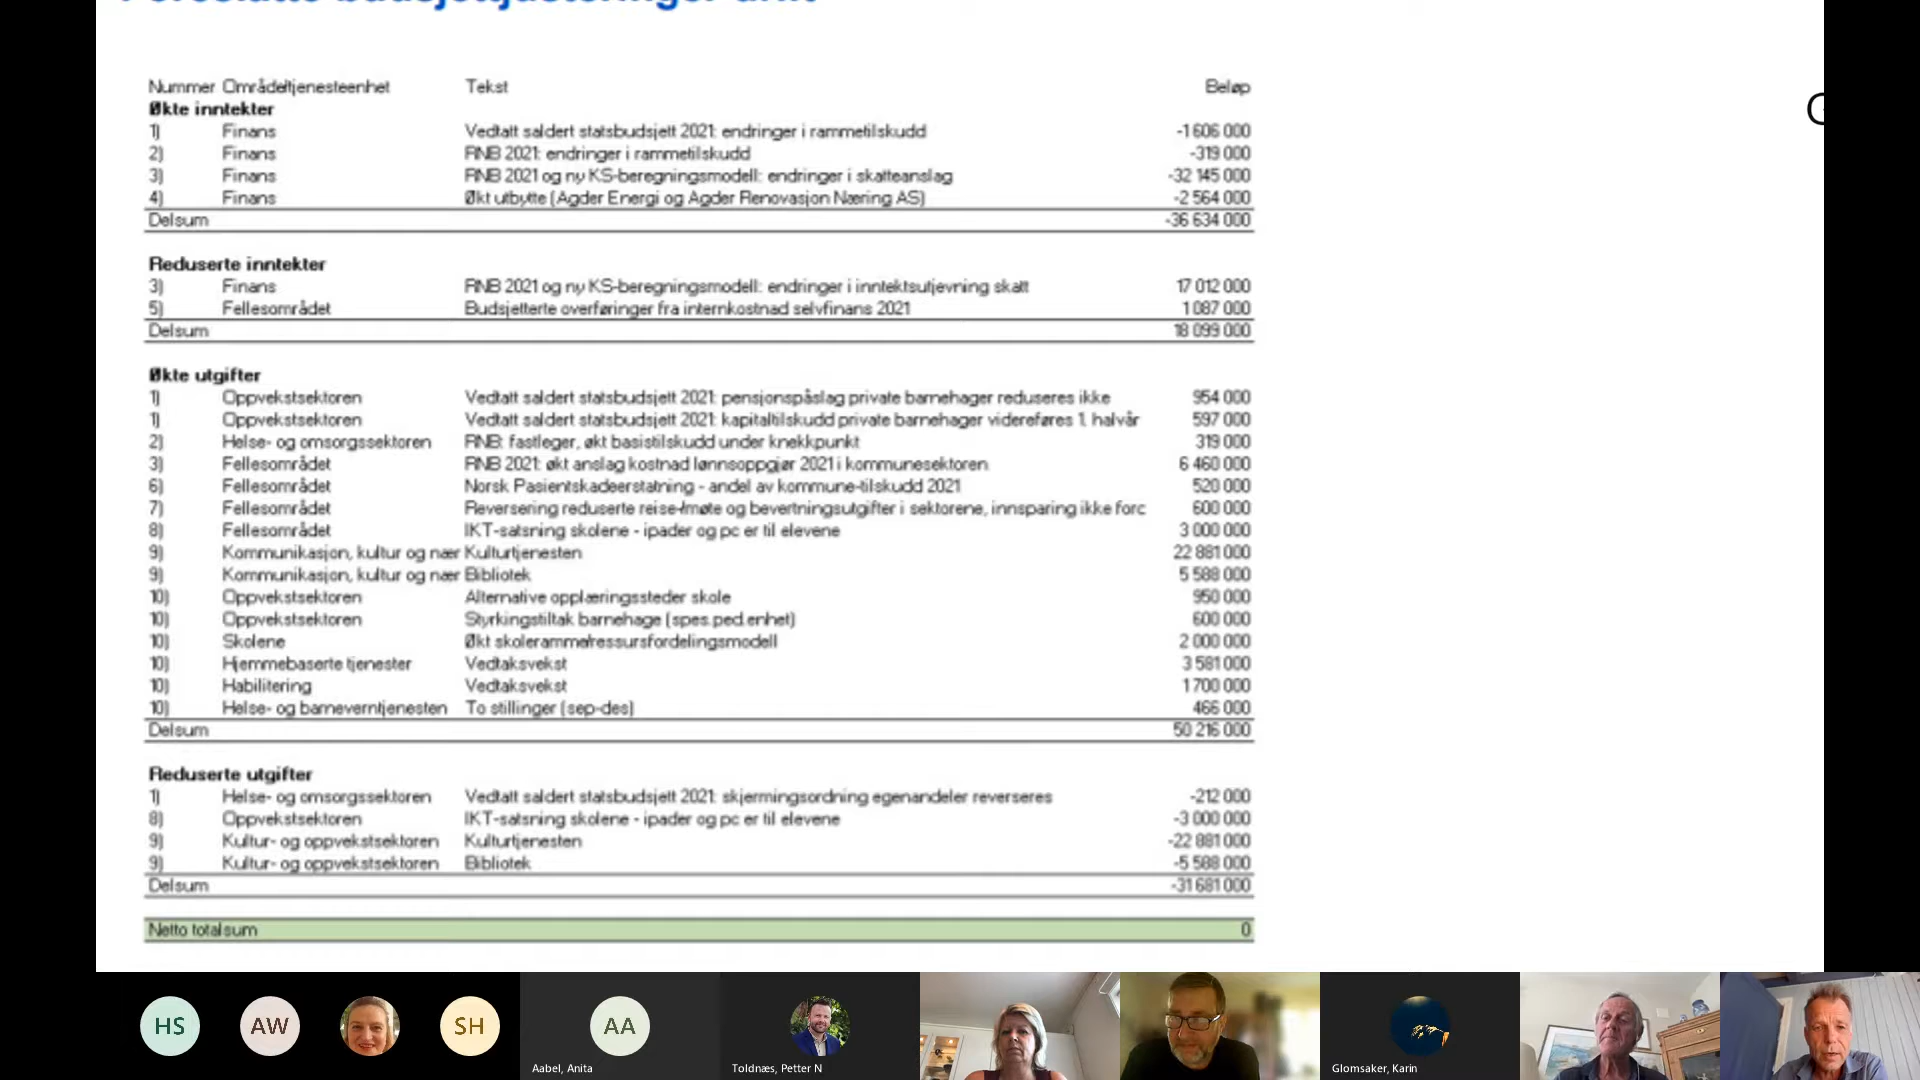 Foreslåtte budsjettjusteringer drift
Nummer Område/tjenesteenhet Tekst Beløp
Økte inntekter
1) Finans Vedtatt saldert statsbudsjett 2021: endringer i rammetilskudd -1 606 000
2) Finans RNB 2021: endringer i rammetilskudd -319 000
3) Finans RNB 2021 og ny KS-beregningsmodell: endringer i skatteanslag -32 145 000
4) Finans Økt utbytte (Agder Energi og Agder Renovasjon Næring AS) -2 564 000
Delsum -36 634 000
Reduserte inntekter
3) Finans RNB 2021 og ny KS-beregningsmodell: endringer i inntektsutjevning skatt 17 012 000
5) Fellesområdet Budsjetterte overføringer fra internkostnad selvfinans 2021 1 087 000
Delsum 18 099 000
Økte utgifter
1) Oppvekstsektoren Vedtatt saldert statsbudsjett 2021: pensjonspåslag private barnehager reduseres ikke 954 000
1) Oppvekstsektoren Vedtatt saldert statsbudsjett 2021: kapitaltilskudd private barnehager videreføres 1. halvår 597 000
2) Helse- og omsorgssektoren RNB: fastleger, økt basistilskudd under knekkpunkt 319 000
3) Fellesområdet RNB 2021: økt anslag kostnad lønnsoppgjør 2021 i kommunesektoren 6 460 000
6) Fellesområdet Norsk Pasientskadeerstatning - andel av kommune-tilskudd 2021 520 000
7) Fellesområdet Reversering reduserte reise-/møte og bevertningsutgifter i sektorene, innsparing ikke forc 600 000
8) Fellesområdet IKT-satsning skolene - ipader og pc er til elevene 3 000 000
9) Kommunikasjon, kultur og nær Kulturtjenesten 22 881 000
9) Kommunikasjon, kultur og nær Bibliotek 5 588 000
10) Oppvekstsektoren Alternative opplæringssteder skole 950 000
10) Oppvekstsektoren Styrkingstiltak barnehage (spes.ped.enhet) 600 000
10) Skolene Økt skoleramme/ressursfordelingsmodell 2 000 000
10) Hjemmebaserte tjenester Vedtaksvekst 3 581 000
10) Habilitering Vedtaksvekst 1 700 000
10) Helse- og barneverntjenesten To stillinger (sep-des) 466 000
Delsum 50 216 000
Reduserte utgifter
1) Helse- og omsorgssektoren Vedtatt saldert statsbudsjett 2021: skjermingsordning egenandeler reverseres -212 000
8) Oppvekstsektoren IKT-satsning skolene - ipader og pc er til elevene -3 000 000
9) Kultur- og oppvekstsektoren Kulturtjenesten -22 881 000
9) Kultur- og oppvekstsektoren Bibliotek -5 588 000
Delsum -31 681 000
Netto totalsum 0
HS AW SH AA
Aabel, Anita Toldnæs, Petter N Glomsaker, Karin